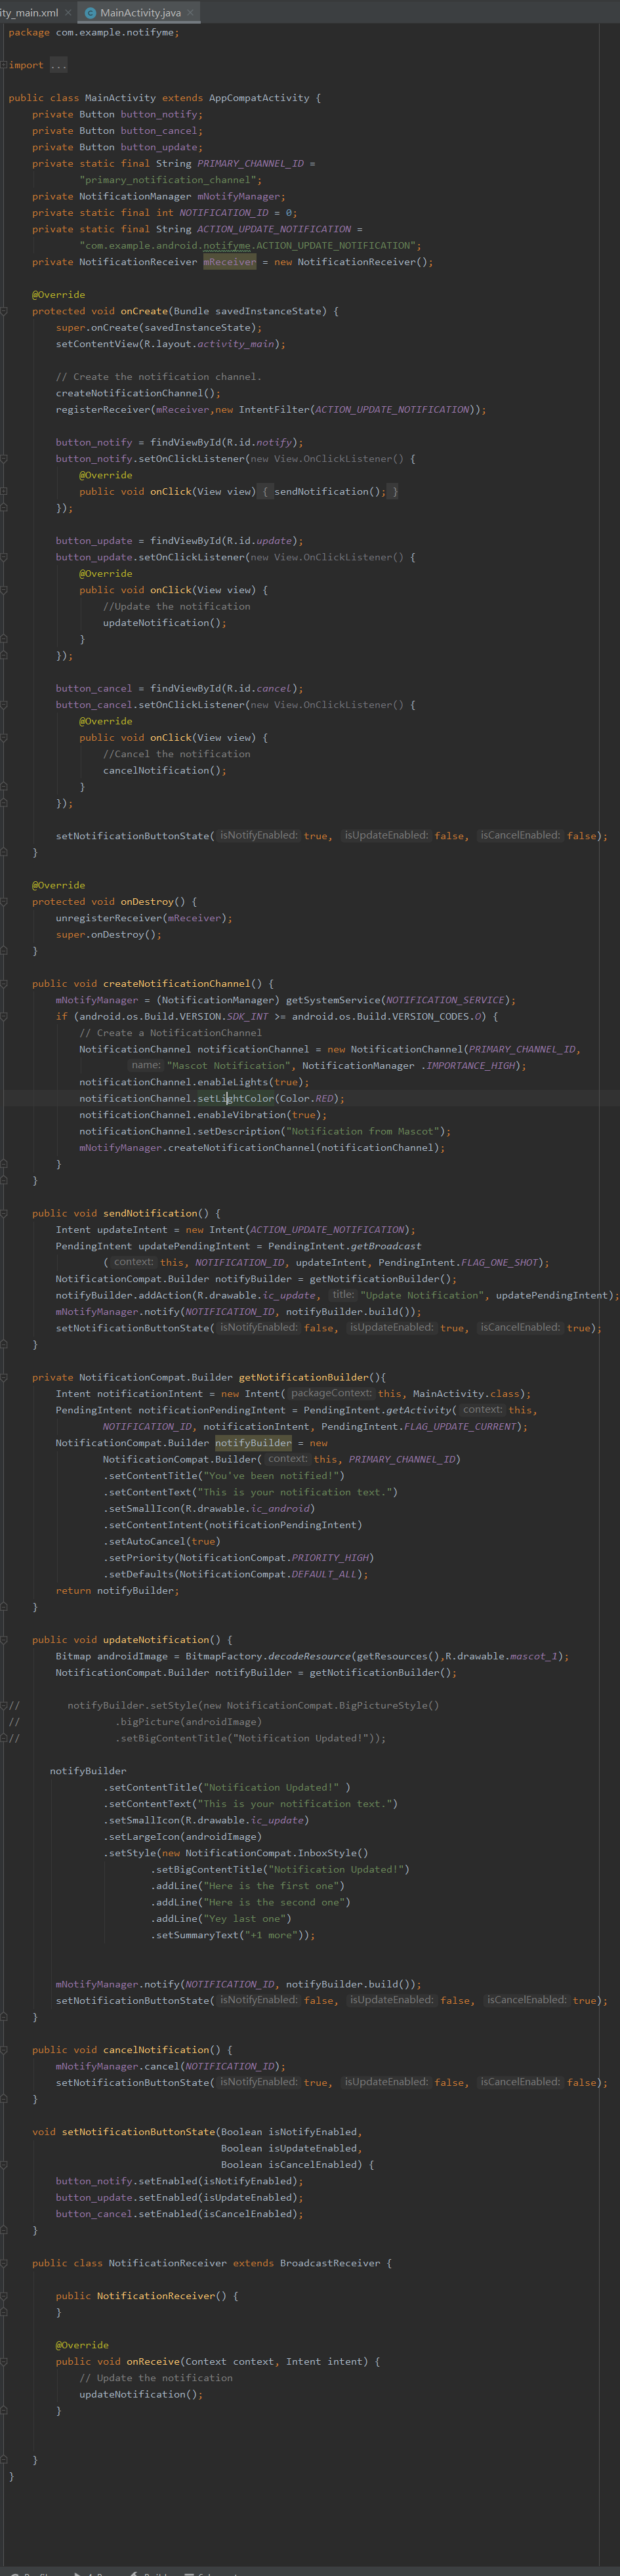 ity_main.xml MainActivity.java
package com.example.notifyme;
import ...
public class MainActivity extends AppCompatActivity {
private Button button_notify;
private Button button_cancel;
private Button button_update;
private static final String PRIMARY_CHANNEL_ID =
"primary_notification_channel";
private NotificationManager mNotifyManager;
private static final int NOTIFICATION_ID = 0;
private static final String ACTION_UPDATE_NOTIFICATION =
"com.example.android.notifyme.ACTION_UPDATE_NOTIFICATION";
private NotificationReceiver mReceiver = new NotificationReceiver();
@Override
protected void onCreate(Bundle savedInstanceState) {
super.onCreate(savedInstanceState);
setContentView(R.layout.activity_main);
// Create the notification channel.
createNotificationChannel();
registerReceiver(mReceiver,new IntentFilter(ACTION_UPDATE_NOTIFICATION));
button_notify = findViewById(R.id.notify);
button_notify.setOnClickListener(new View.OnClickListener() {
@Override
public void onClick(View view) { sendNotification(); }
});
button_update = findViewById(R.id.update);
button_update.setOnClickListener(new View.OnClickListener() {
@Override
public void onClick(View view) {
//Update the notification
updateNotification();
}
});
button_cancel = findViewById(R.id.cancel);
button_cancel.setOnClickListener(new View.OnClickListener() {
@Override
public void onClick(View view) {
//Cancel the notification
cancelNotification();
}
});
setNotificationButtonState( isNotifyEnabled: true, isUpdateEnabled: false, isCancelEnabled: false);
}
@Override
protected void onDestroy() {
unregisterReceiver(mReceiver);
super.onDestroy();
}
public void createNotificationChannel() {
mNotifyManager = (NotificationManager) getSystemService(NOTIFICATION_SERVICE);
if (android.os.Build.VERSION.SDK_INT >= android.os.Build.VERSION_CODES.O) {
// Create a NotificationChannel
NotificationChannel notificationChannel = new NotificationChannel(PRIMARY_CHANNEL_ID,
name: "Mascot Notification", NotificationManager .IMPORTANCE_HIGH);
notificationChannel.enableLights(true);
notificationChannel.setLightColor(Color.RED);
notificationChannel.enableVibration(true);
notificationChannel.setDescription("Notification from Mascot");
mNotifyManager.createNotificationChannel(notificationChannel);
}
}
public void sendNotification() {
Intent updateIntent = new Intent(ACTION_UPDATE_NOTIFICATION);
PendingIntent updatePendingIntent = PendingIntent.getBroadcast
( context: this, NOTIFICATION_ID, updateIntent, PendingIntent.FLAG_ONE_SHOT);
NotificationCompat.Builder notifyBuilder = getNotificationBuilder();
notifyBuilder.addAction(R.drawable.ic_update, title: "Update Notification", updatePendingIntent);
mNotifyManager.notify(NOTIFICATION_ID, notifyBuilder.build());
setNotificationButtonState( isNotifyEnabled: false, isUpdateEnabled: true, isCancelEnabled: true);
}
private NotificationCompat.Builder getNotificationBuilder(){
Intent notificationIntent = new Intent( packageContext: this, MainActivity.class);
PendingIntent notificationPendingIntent = PendingIntent.getActivity( context: this,
NOTIFICATION_ID, notificationIntent, PendingIntent.FLAG_UPDATE_CURRENT);
NotificationCompat.Builder notifyBuilder = new
NotificationCompat.Builder( context: this, PRIMARY_CHANNEL_ID)
.setContentTitle("You've been notified!")
.setContentText("This is your notification text.")
.setSmallIcon(R.drawable.ic_android)
.setContentIntent(notificationPendingIntent)
.setAutoCancel(true)
.setPriority(NotificationCompat.PRIORITY_HIGH)
.setDefaults(NotificationCompat.DEFAULT_ALL);
return notifyBuilder;
}
public void updateNotification() {
Bitmap androidImage = BitmapFactory.decodeResource(getResources(),R.drawable.mascot_1);
NotificationCompat.Builder notifyBuilder = getNotificationBuilder();
// notifyBuilder.setStyle(new NotificationCompat.BigPictureStyle()
// .bigPicture(androidImage)
// .setBigContentTitle("Notification Updated!"));
notifyBuilder
.setContentTitle("Notification Updated!" )
.setContentText("This is your notification text.")
.setSmallIcon(R.drawable.ic_update)
.setLargeIcon(androidImage)
.setStyle(new NotificationCompat.InboxStyle()
.setBigContentTitle("Notification Updated!")
.addLine("Here is the first one")
.addLine("Here is the second one")
.addLine("Yey last one")
.setSummaryText("+1 more"));
mNotifyManager.notify(NOTIFICATION_ID, notifyBuilder.build());
setNotificationButtonState( isNotifyEnabled: false, isUpdateEnabled: false, isCancelEnabled: true);
}
public void cancelNotification() {
mNotifyManager.cancel(NOTIFICATION_ID);
setNotificationButtonState( isNotifyEnabled: true, isUpdateEnabled: false, isCancelEnabled: false);
}
void setNotificationButtonState(Boolean isNotifyEnabled,
Boolean isUpdateEnabled,
Boolean isCancelEnabled) {
button_notify.setEnabled(isNotifyEnabled);
button_update.setEnabled(isUpdateEnabled);
button_cancel.setEnabled(isCancelEnabled);
}
public class NotificationReceiver extends BroadcastReceiver {
public NotificationReceiver() {
}
@Override
public void onReceive(Context context, Intent intent) {
// Update the notification
updateNotification();
}
}
}